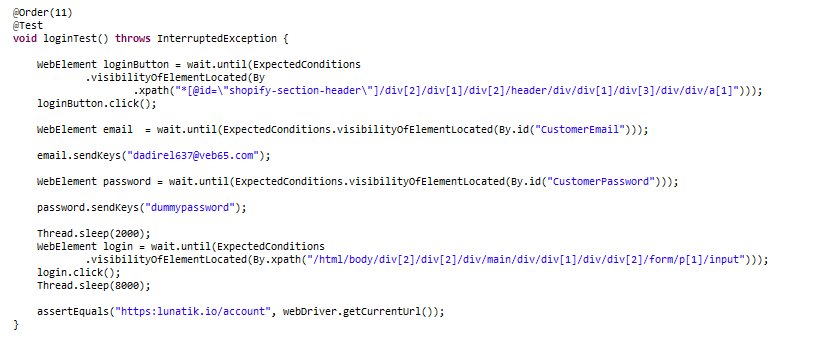 @Order(11)
@Test
void loginTest() throws InterruptedException {
WebElement loginButton = wait.until(ExpectedConditions
.visibilityOfElementLocated(By
.xpath("*[@id=\"shopify-section-header\"]/div[2]/div[1]/div[2]/header/div/div[1]/div[3]/div/div/a[1]")));
loginButton.click();
WebElement email  = wait.until(ExpectedConditions.visibilityOfElementLocated(By.id("CustomerEmail")));
email.sendKeys("dadirel637@veb65.com");
WebElement password = wait.until(ExpectedConditions.visibilityOfElementLocated(By.id("CustomerPassword")));
password.sendKeys("dummypassword");
Thread.sleep(2000);
WebElement login = wait.until(ExpectedConditions
.visibilityOfElementLocated(By.xpath("/html/body/div[2]/div[2]/div/main/div/div[1]/div/div[2]/form/p[1]/input")));
login.click();
Thread.sleep(8000);
assertEquals("https:lunatik.io/account", webDriver.getCurrentUrl());
}